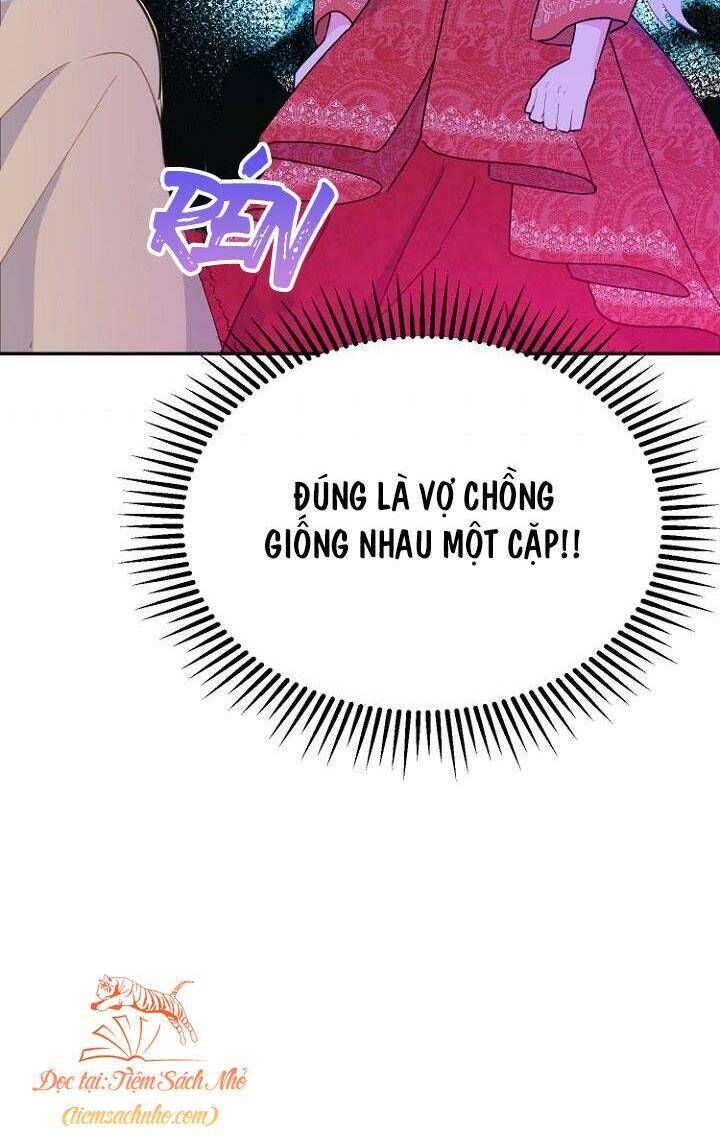 RÉN
ĐÚNG LÀ VỢ CHỒNG
GIỐNG NHAU MỘT CẶP!!
Đọc tại: Tiệm Sách Nhỏ
(tiemsachnho.com)